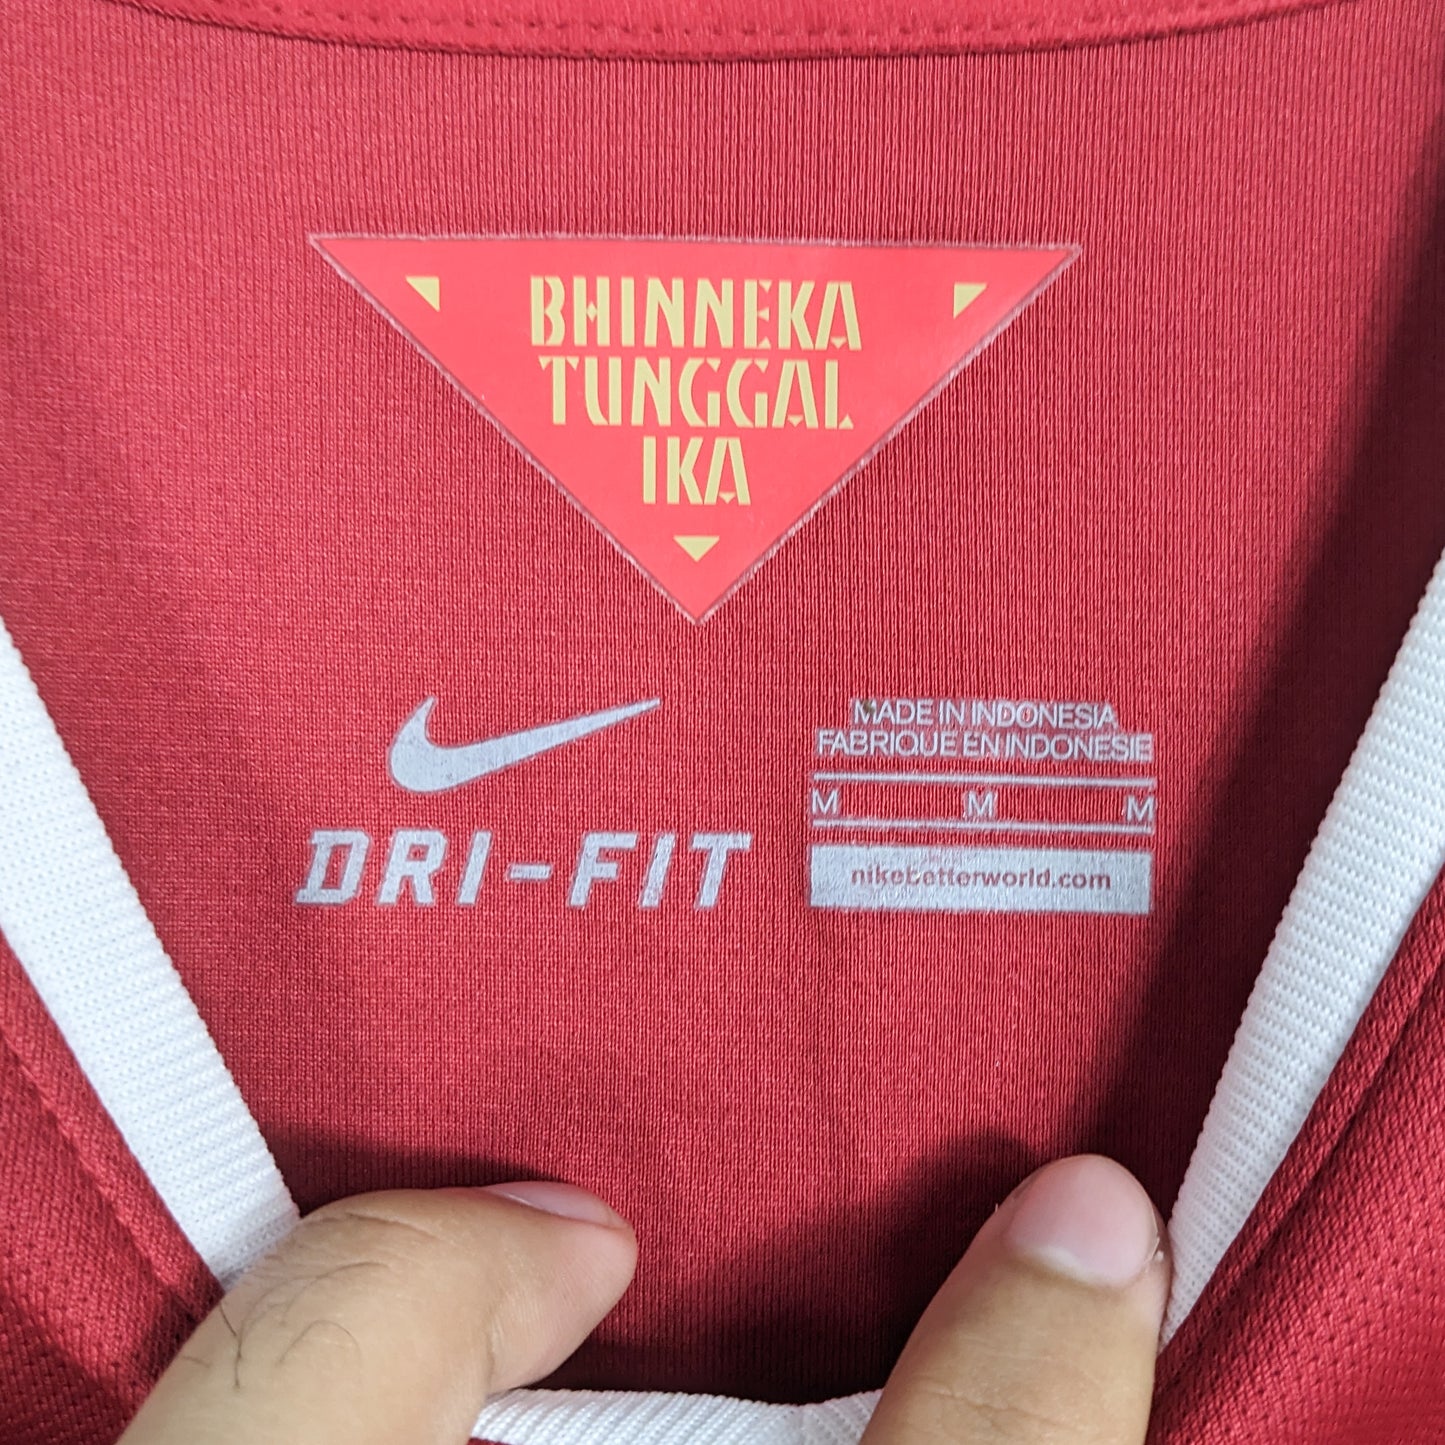 BHINNEKA
TUNGGAL
IKA
DRI-FIT
MADE IN INDONESIA
FABRIQUE EN INDONESIE
M M M
nikebetterworld.com